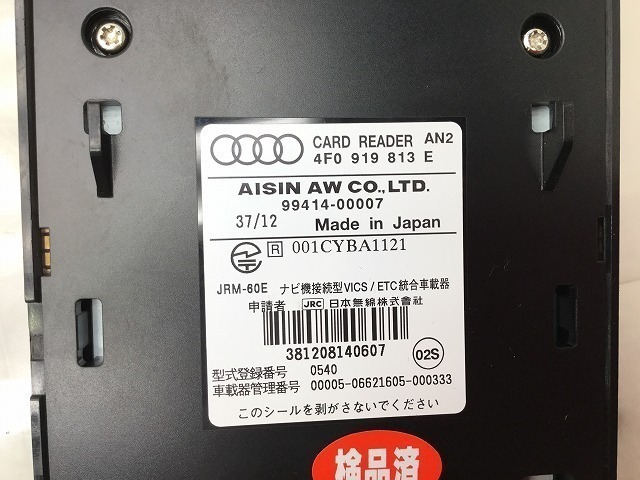 CARD READER AN2
4F0 919 813 E
AISIN AW CO.,LTD.
99414-00007
37/12 Made in Japan
R 001CYBA1121
JRM-60E ナビ機接続型VICS/ETC統合車載器
申請者 JRC 日本無線株式會社
381208140607
02S
型式登録番号 0540
車載器管理番号 00005-06621605-000333
このシールを剥がさないでください
検品済